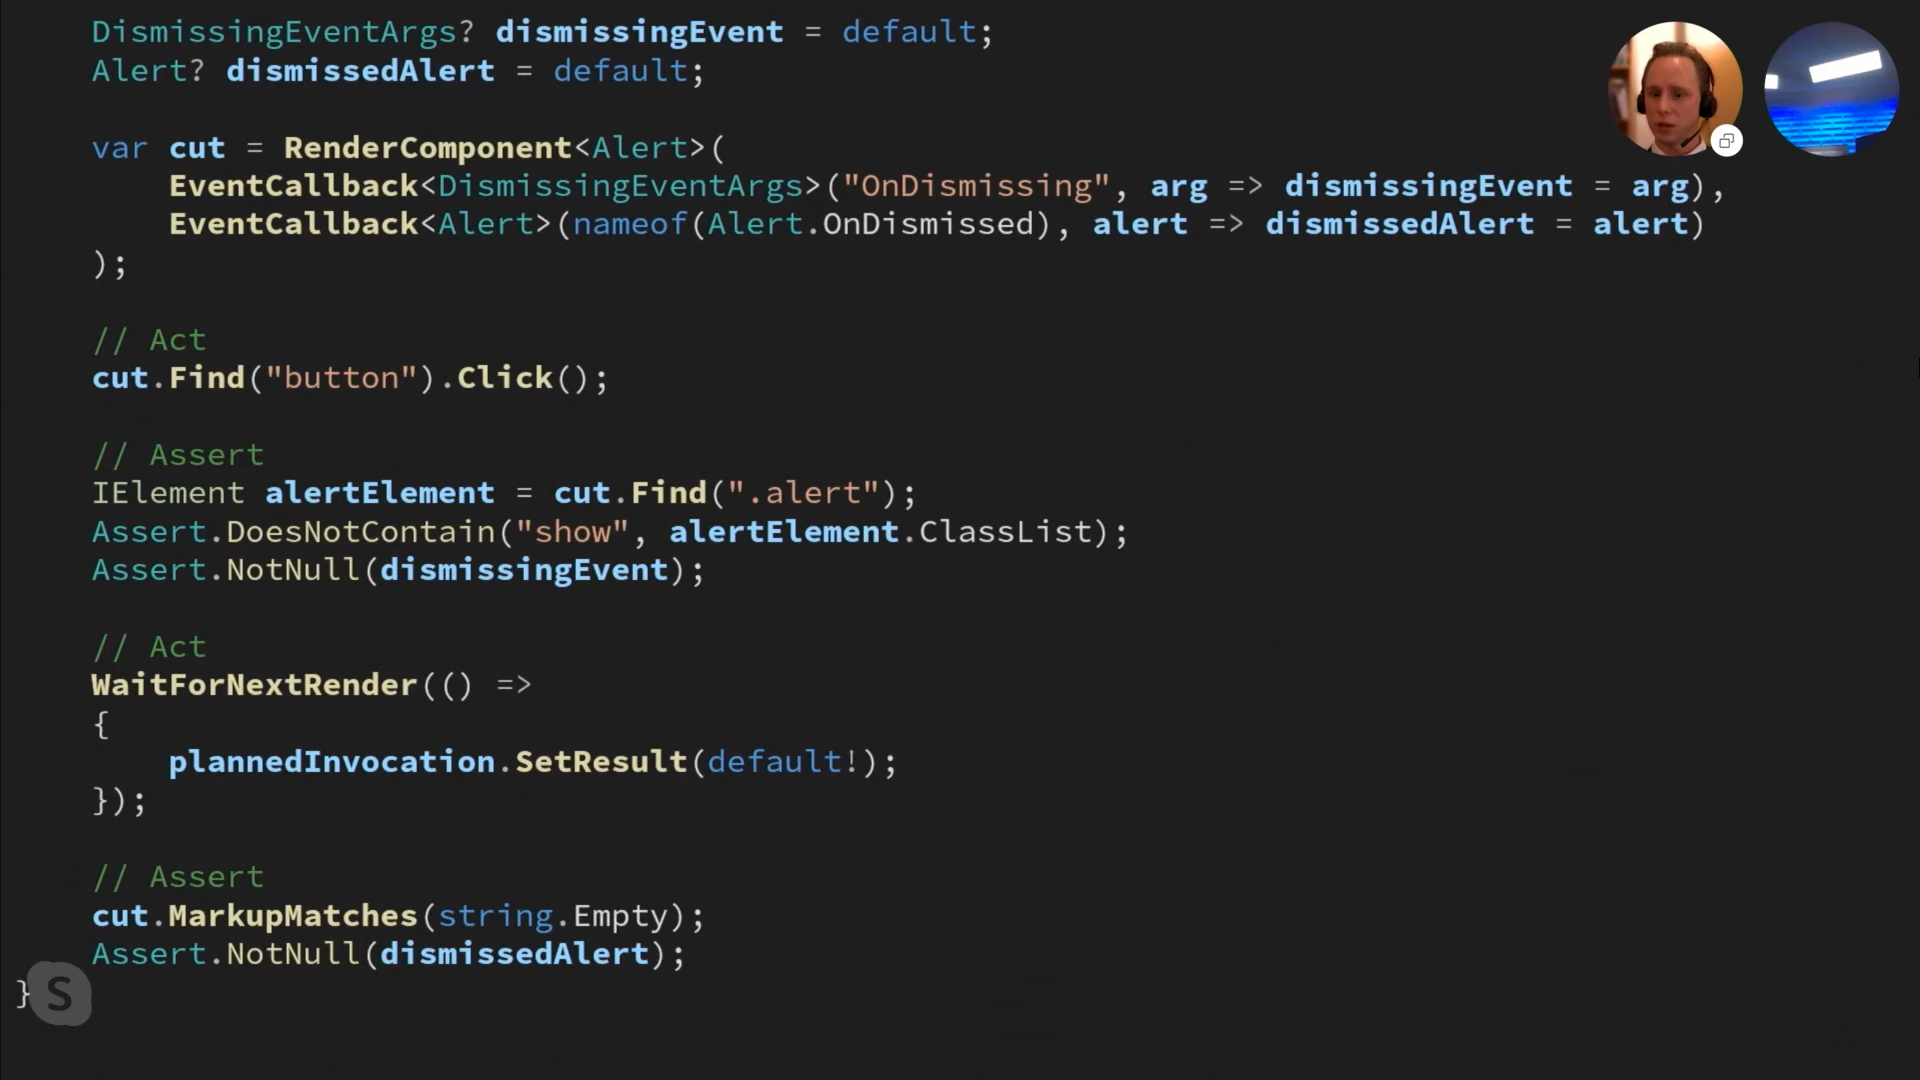 DismissingEventArgs? dismissingEvent = default;
Alert? dismissedAlert = default;
var cut = RenderComponent<Alert>(
EventCallback<DismissingEventArgs>("OnDismissing", arg => dismissingEvent = arg),
EventCallback<Alert>(nameof(Alert.OnDismissed), alert => dismissedAlert = alert)
);
// Act
cut.Find("button").Click();
// Assert
IElement alertElement = cut.Find(".alert");
Assert.DoesNotContain("show", alertElement.ClassList);
Assert.NotNull(dismissingEvent);
// Act
WaitForNextRender(() =>
{
plannedInvocation.SetResult(default!);
});
// Assert
cut.MarkupMatches(string.Empty);
Assert.NotNull(dismissedAlert);
}
S